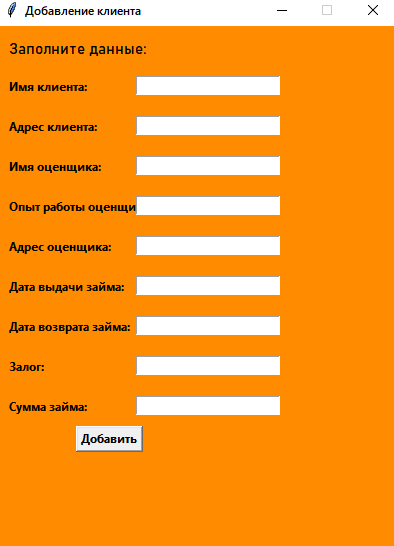 Добавление клиента
Заполните данные:
Имя клиента:
Адрес клиента:
Имя оценщика:
Опыт работы оценщи
Адрес оценщика:
Дата выдачи займа:
Дата возврата займа:
Залог:
Сумма займа:
Добавить